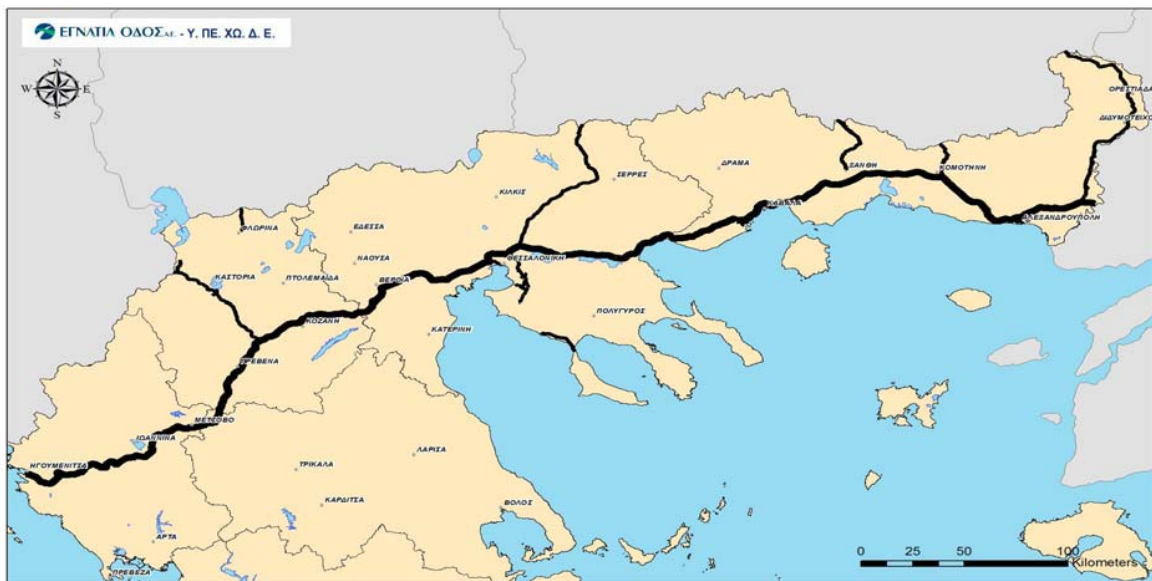 ΕΓΝΑΤΙΑ ΟΔΟΣ Α.Ε. - Υ. ΠΕ. ΧΩ. Δ. Ε.
N
W E
S
ΟΡΕΣΤΙΑΔΑ
ΔΙΔΥΜΟΤΕΙΧΟ
ΞΑΝΘΗ
ΚΟΜΟΤΗΝΗ
ΔΡΑΜΑ
ΣΕΡΡΕΣ
ΚΙΛΚΙΣ
ΚΑΒΑΛΑ
ΑΛΕΞΑΝΔΡΟΥΠΟΛΗ
ΦΛΩΡΙΝΑ
ΕΔΕΣΣΑ
ΝΑΟΥΣΑ
ΘΕΣΣΑΛΟΝΙΚΗ
ΚΑΣΤΟΡΙΑ
ΠΤΟΛΕΜΑΙΔΑ
ΒΕΡΟΙΑ
ΠΟΛΥΓΥΡΟΣ
ΚΟΖΑΝΗ
ΚΑΤΕΡΙΝΗ
ΓΡΕΒΕΝΑ
ΜΕΤΣΟΒΟ
ΙΩΑΝΝΙΝΑ
ΗΓΟΥΜΕΝΙΤΣΑ
ΤΡΙΚΑΛΑ
ΛΑΡΙΣΑ
ΚΑΡΔΙΤΣΑ
ΒΟΛΟΣ
ΑΡΤΑ
ΠΡΕΒΕΖΑ
0 25 50 100
Kilometers